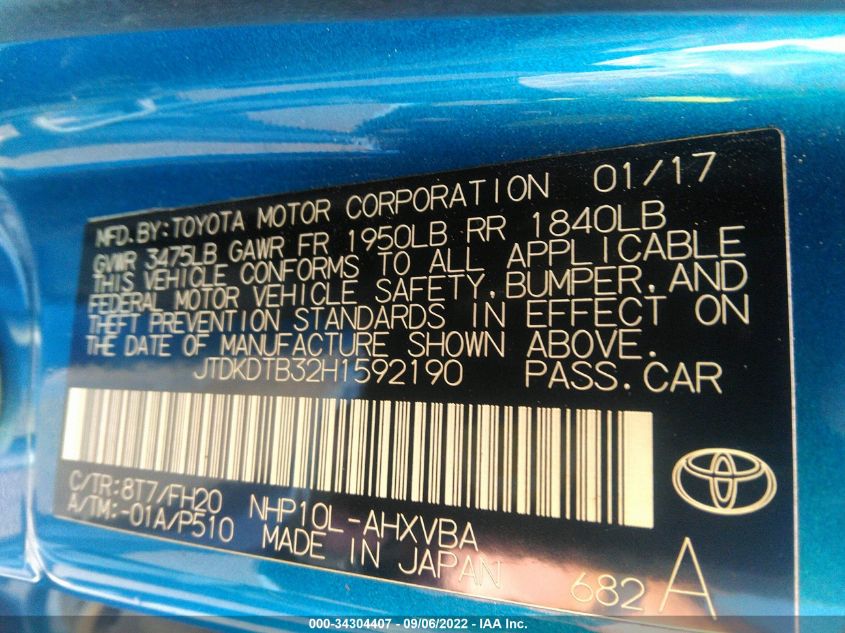 MFD.BY:TOYOTA MOTOR CORPORATION 01/17
GVWR 3475LB GAWR FR 1950LB RR 1840LB
THIS VEHICLE CONFORMS TO ALL APPLICABLE
FEDERAL MOTOR VEHICLE SAFETY,BUMPER,AND
THEFT PREVENTION STANDARDS IN EFFECT ON
THE DATE OF MANUFACTURE SHOWN ABOVE.
JTDKDTB32H1592190 PASS.CAR
C/TR:8T7/FH20 NHP10L-AHXVBA
A/TM:-01A/P510 MADE IN JAPAN
682 A
000-34304407 - 09/06/2022 - IAA Inc.